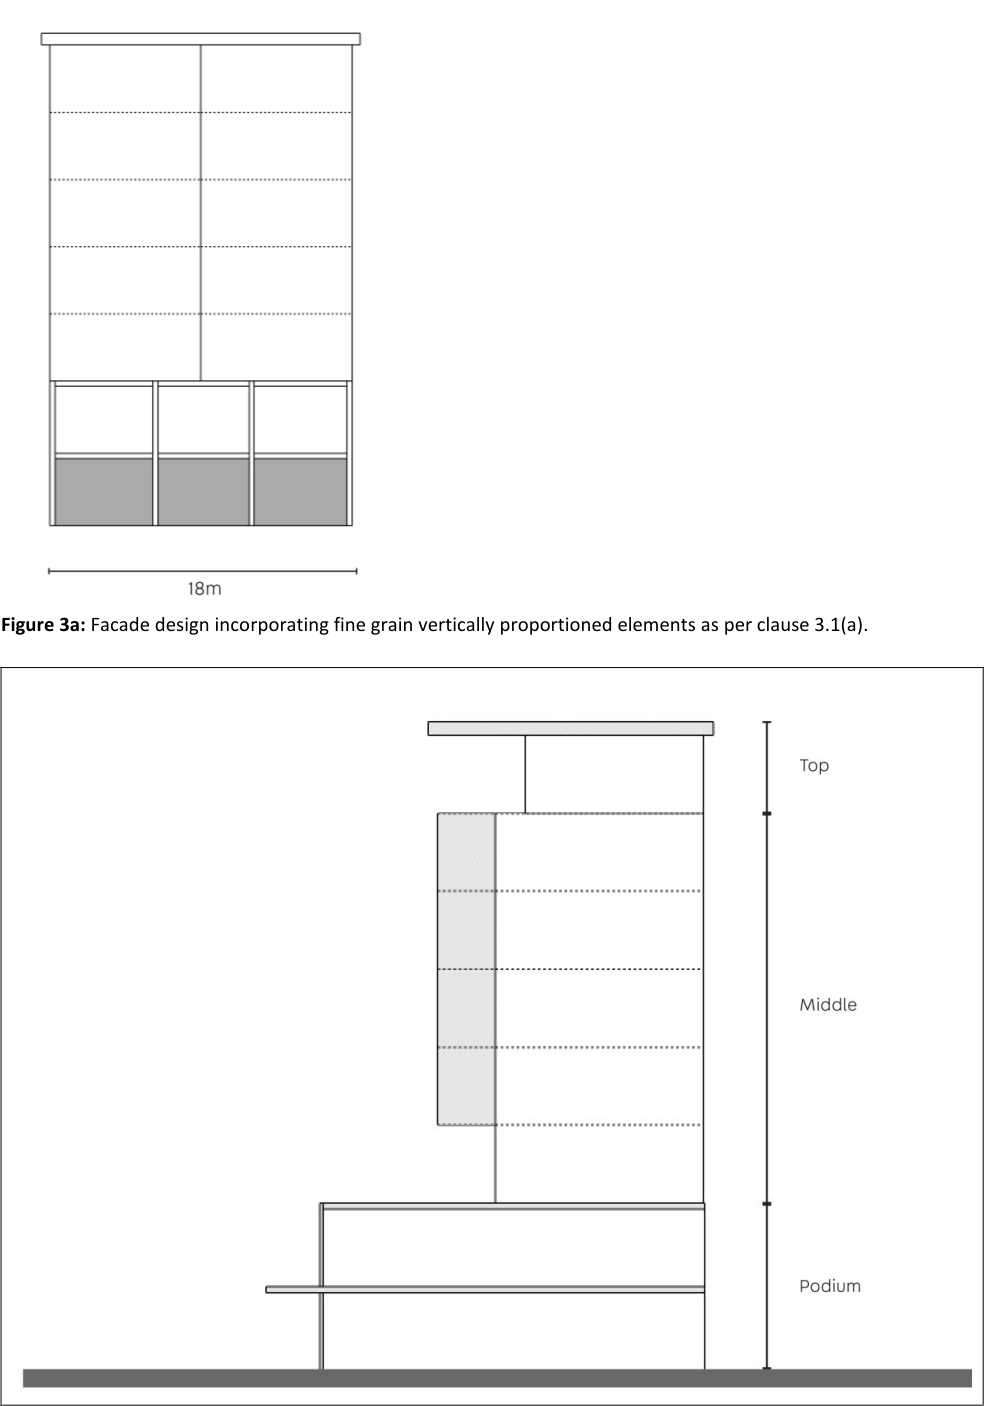 18m
Figure 3a: Facade design incorporating fine grain vertically proportioned elements as per clause 3.1(a).
Top
Middle
Podium